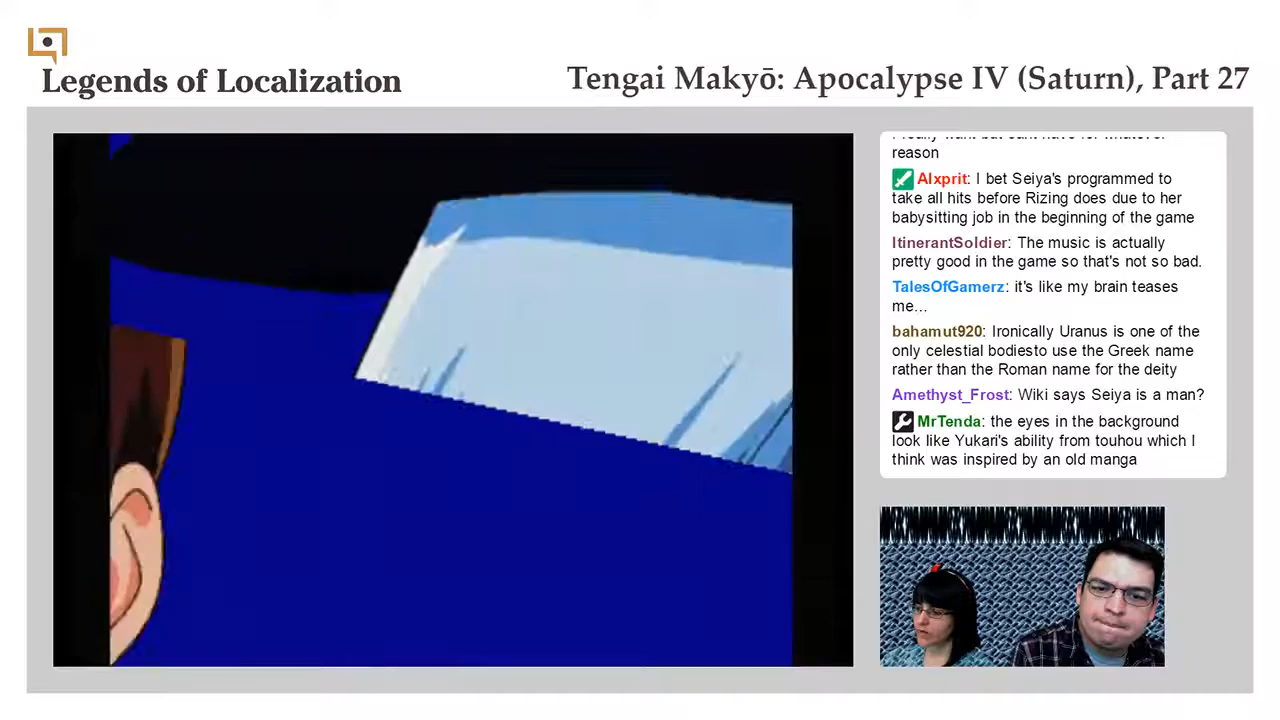 Legends of Localization
Tengai Makyō: Apocalypse IV (Saturn), Part 27
reason
Alxprit: I bet Seiya's programmed to
take all hits before Rizing does due to her
babysitting job in the beginning of the game
ItinerantSoldier: The music is actually
pretty good in the game so that's not so bad.
TalesOfGamerz: it's like my brain teases
me...
bahamut920: Ironically Uranus is one of the
only celestial bodiesto use the Greek name
rather than the Roman name for the deity
Amethyst_Frost: Wiki says Seiya is a man?
MrTenda: the eyes in the background
look like Yukari's ability from touhou which I
think was inspired by an old manga